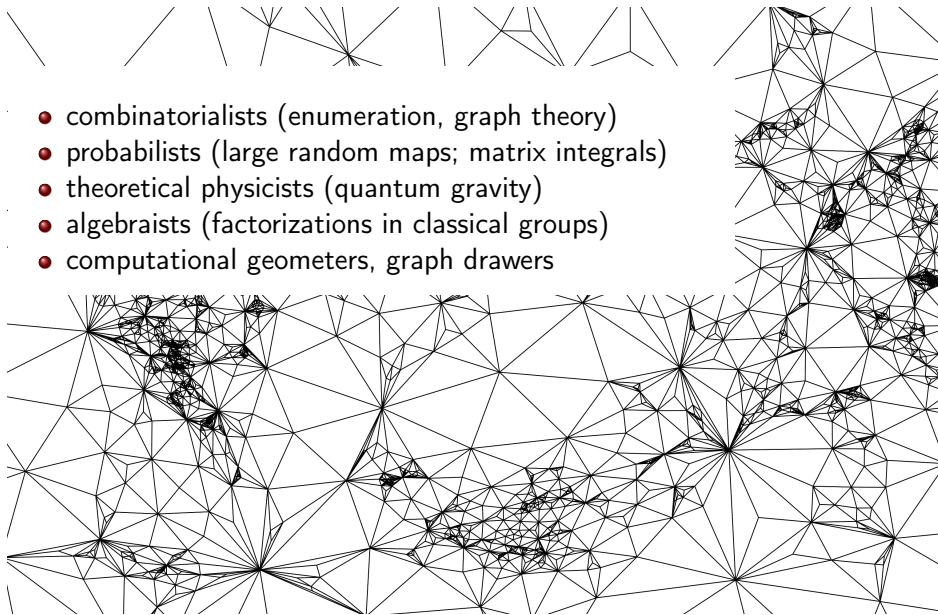 combinatorialists (enumeration, graph theory)
probabilists (large random maps; matrix integrals)
theoretical physicists (quantum gravity)
algebraists (factorizations in classical groups)
computational geometers, graph drawers